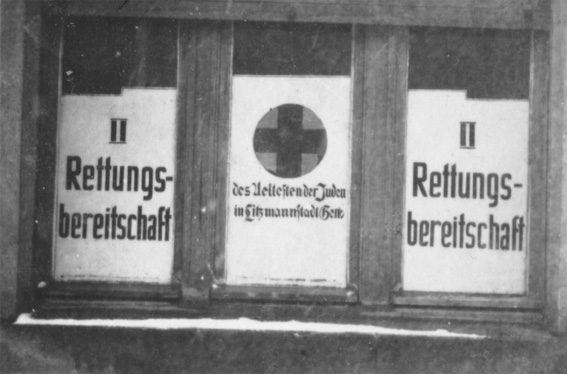 II
Rettungs-
bereitschaft
des Aeltesten der Juden
in Litzmannstadt/Gett.
II
Rettungs-
bereitschaft